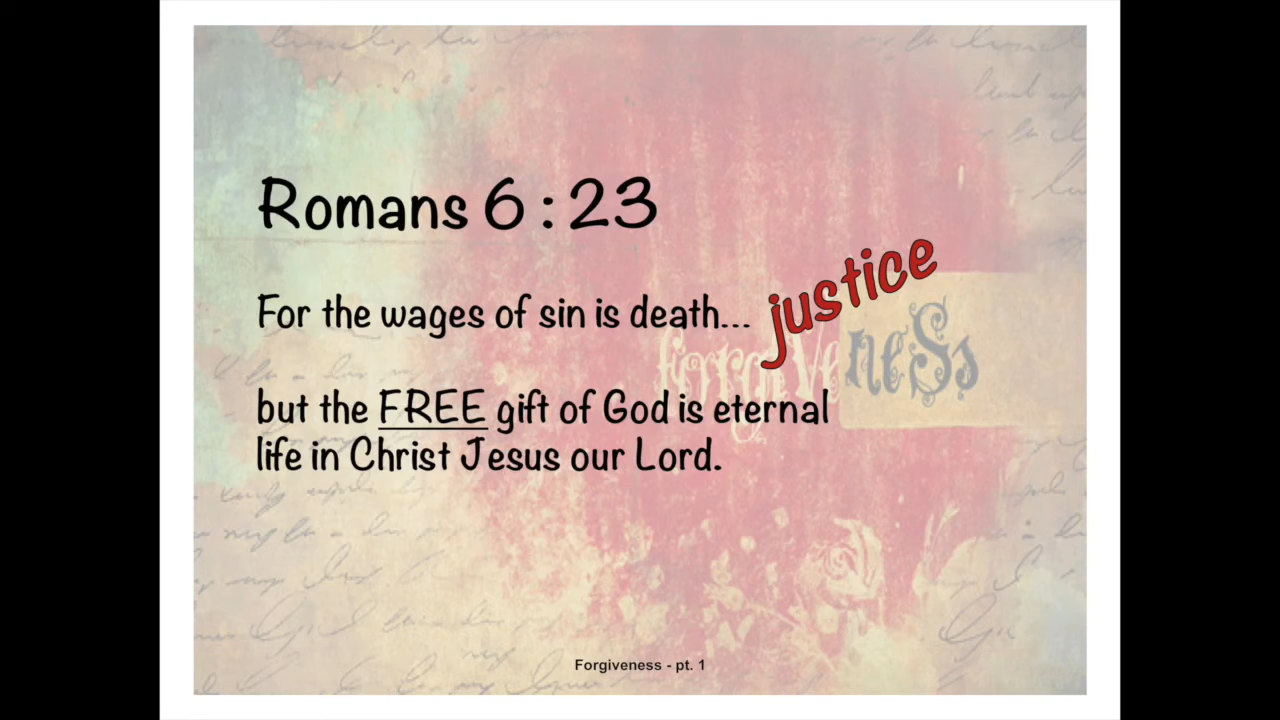 Romans 6:23
justice
For the wages of sin is death...
forgiveneSs
but the FREE gift of God is eternal
life in Christ Jesus our Lord.
Forgiveness - pt. 1